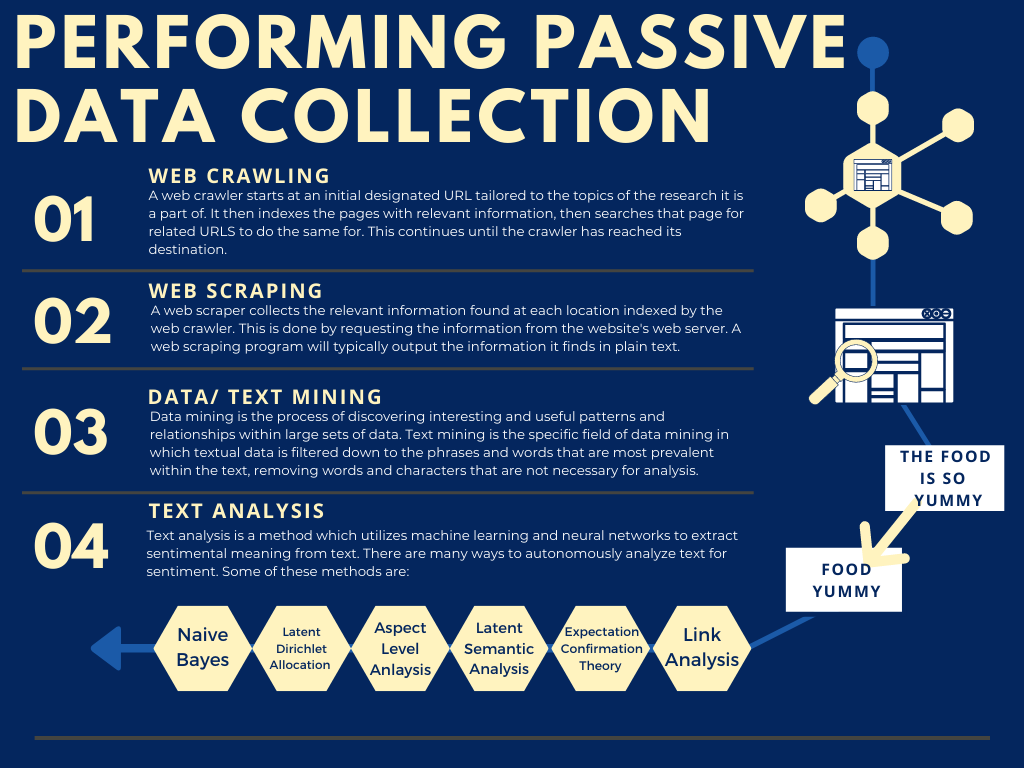 PERFORMING PASSIVE
DATA COLLECTION
01
WEB CRAWLING
A web crawler starts at an initial designated URL tailored to the topics of the research it is
a part of. It then indexes the pages with relevant information, then searches that page for
related URLS to do the same for. This continues until the crawler has reached its
destination.
02
WEB SCRAPING
A web scraper collects the relevant information found at each location indexed by the
web crawler. This is done by requesting the information from the website's web server. A
web scraping program will typically output the information it finds in plain text.
03
DATA/ TEXT MINING
Data mining is the process of discovering interesting and useful patterns and
relationships within large sets of data. Text mining is the specific field of data mining in
which textual data is filtered down to the phrases and words that are most prevalent
within the text, removing words and characters that are not necessary for analysis.
04
TEXT ANALYSIS
Text analysis is a method which utilizes machine learning and neural networks to extract
sentimental meaning from text. There are many ways to autonomously analyze text for
sentiment. Some of these methods are:
Naive
Bayes
Latent
Dirichlet
Allocation
Aspect
Level
Anlaysis
Latent
Semantic
Analysis
Expectation
Confirmation
Theory
Link
Analysis
THE FOOD
IS SO
YUMMY
FOOD
YUMMY